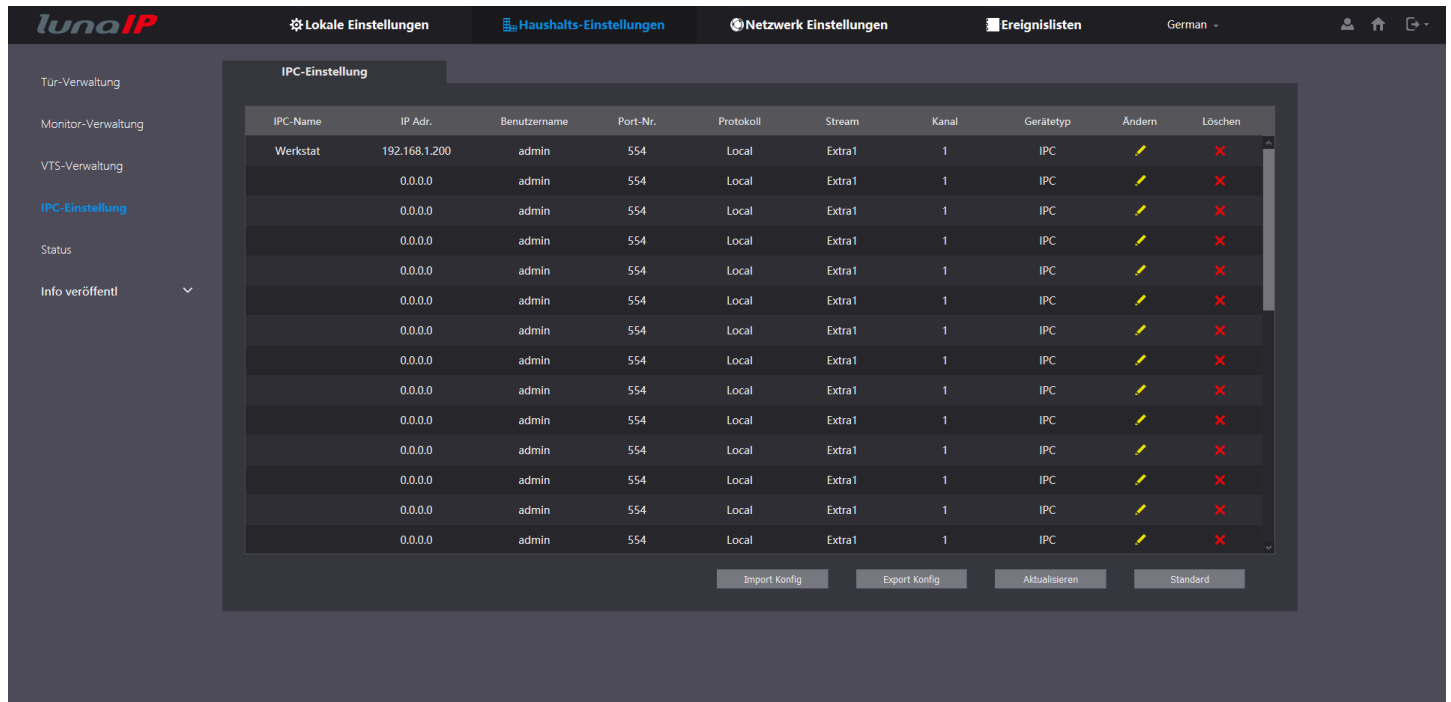 lunaIP Lokale Einstellungen Haushalts-Einstellungen Netzwerk Einstellungen Ereignislisten German
Tür-Verwaltung
Monitor-Verwaltung
VTS-Verwaltung
IPC-Einstellung
Status
Info veröffentl
IPC-Einstellung
IPC-Name IP Adr. Benutzername Port-Nr. Protokoll Stream Kanal Gerätetyp Ändern Löschen
Werkstat 192.168.1.200 admin 554 Local Extra1 1 IPC
0.0.0.0 admin 554 Local Extra1 1 IPC
0.0.0.0 admin 554 Local Extra1 1 IPC
0.0.0.0 admin 554 Local Extra1 1 IPC
0.0.0.0 admin 554 Local Extra1 1 IPC
0.0.0.0 admin 554 Local Extra1 1 IPC
0.0.0.0 admin 554 Local Extra1 1 IPC
0.0.0.0 admin 554 Local Extra1 1 IPC
0.0.0.0 admin 554 Local Extra1 1 IPC
0.0.0.0 admin 554 Local Extra1 1 IPC
0.0.0.0 admin 554 Local Extra1 1 IPC
0.0.0.0 admin 554 Local Extra1 1 IPC
0.0.0.0 admin 554 Local Extra1 1 IPC
0.0.0.0 admin 554 Local Extra1 1 IPC
Import Konfig Export Konfig Aktualisieren Standard